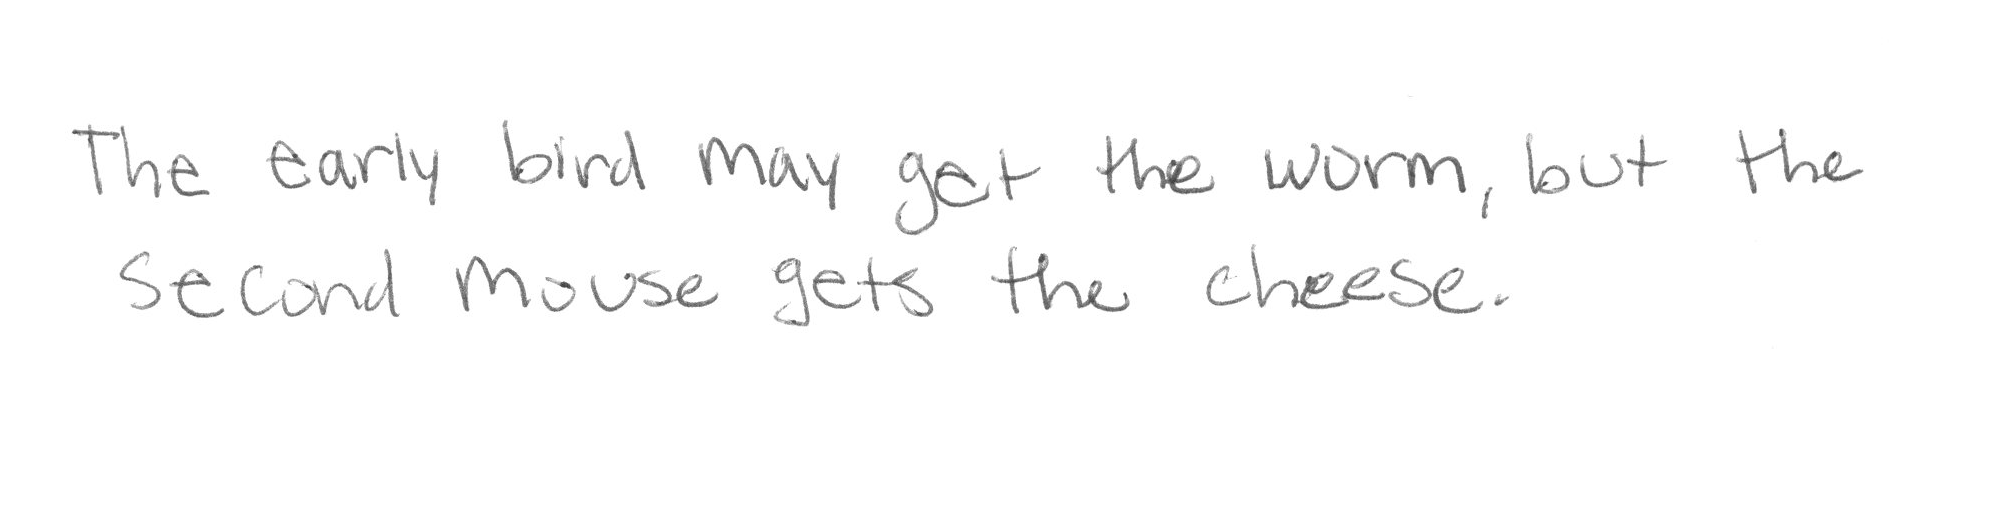 The early bird may get the worm, but the
second mouse gets the cheese.